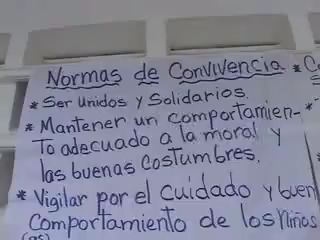 Normas de Convivencia * C
* Ser Unidos y Solidarios.
* Mantener un comportamien-
to adecuado a la moral y
las buenas costumbres.
* Vigilar por el cuidado y buen
Comportamiento de los Niños
(as)